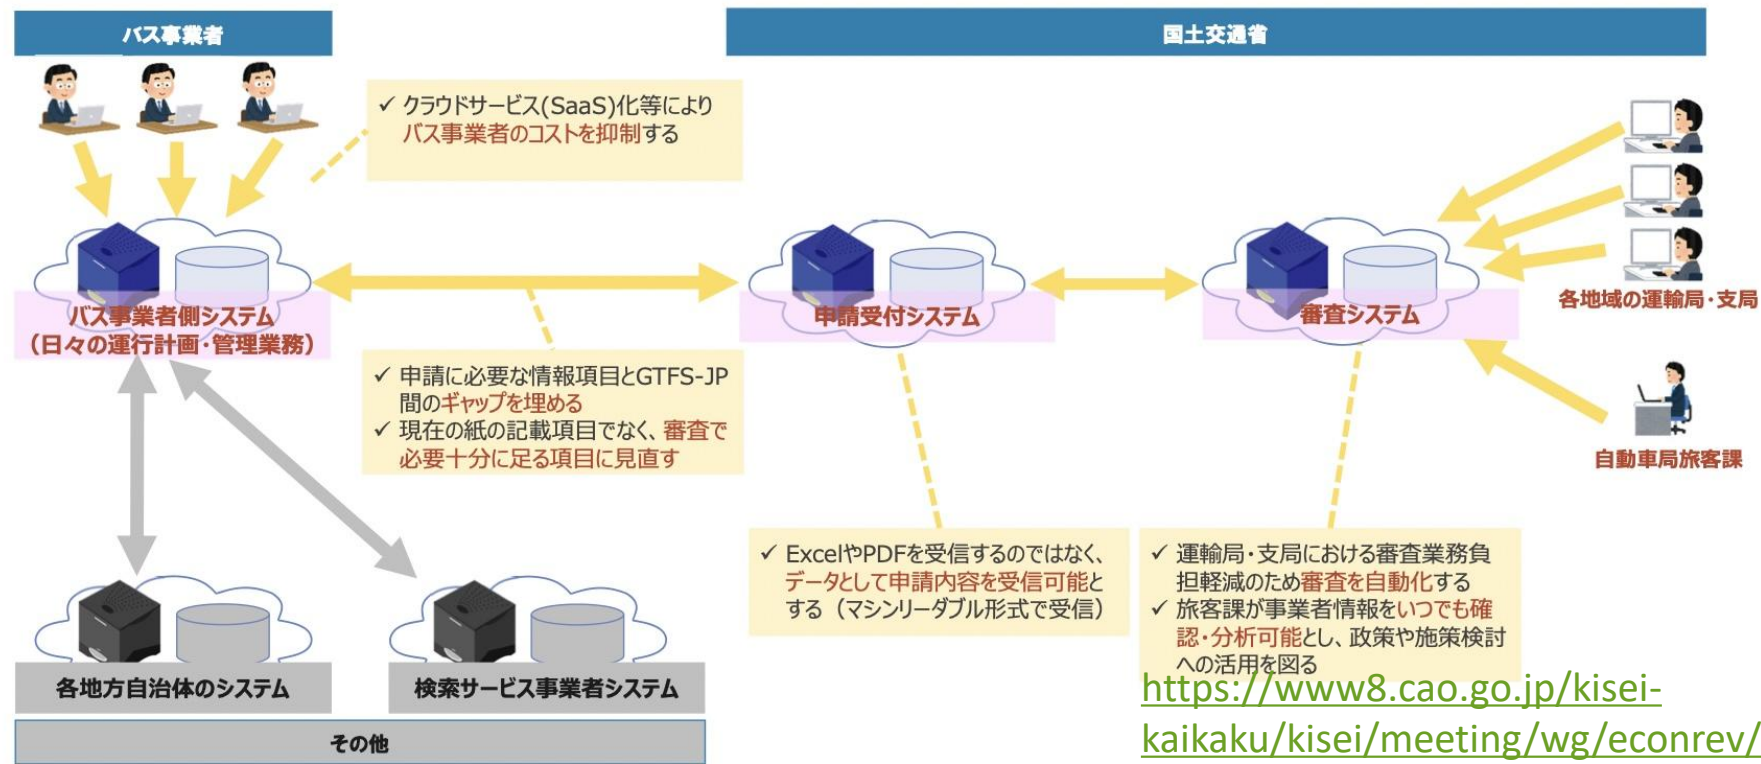 バス事業者
国土交通省
✓ クラウドサービス(SaaS)化等により
バス事業者のコストを抑制する
バス事業者側システム
（日々の運行計画・管理業務）
申請受付システム
審査システム
各地域の運輸局・支局
✓ 申請に必要な情報項目とGTFS-JP
間のギャップを埋める
✓ 現在の紙の記載項目でなく、審査で
必要十分に足る項目に見直す
自動車局旅客課
✓ ExcelやPDFを受信するのではなく、
データとして申請内容を受信可能と
する（マシンリーダブル形式で受信）
✓ 運輸局・支局における審査業務負
担軽減のため審査を自動化する
✓ 旅客課が事業者情報をいつでも確
認・分析可能とし、政策や施策検討
への活用を図る
各地方自治体のシステム
検索サービス事業者システム
その他
https://www8.cao.go.jp/kisei-
kaikaku/kisei/meeting/wg/econrev/